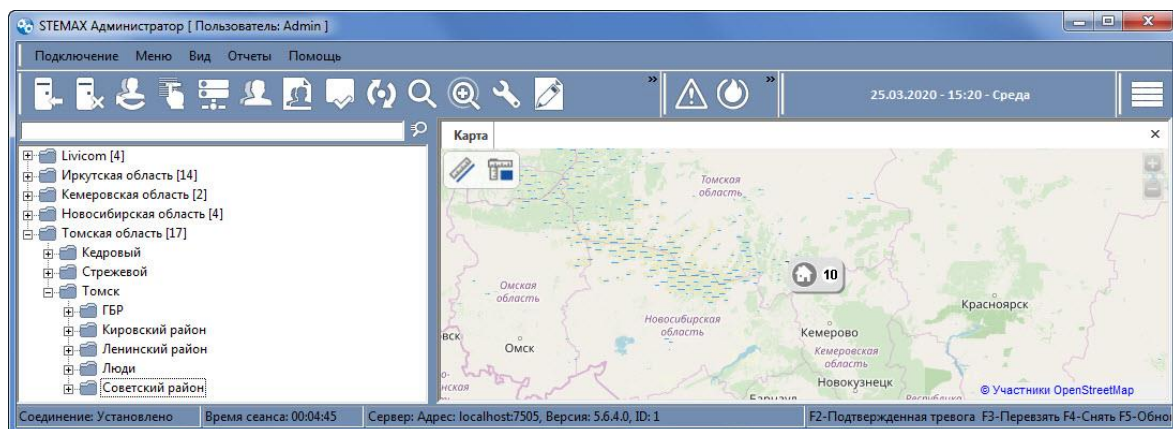 STEMAX Администратор [ Пользователь: Admin ]
Подключение Меню Вид Отчеты Помощь
» »
25.03.2020 - 15:20 - Среда
Карта
Livicom [4]
Иркутская область [14]
Кемеровская область [2]
Новосибирская область [4]
Томская область [17]
Кедровый
Стрежевой
Томск
ГБР
Кировский район
Ленинский район
Люди
Советский район
Томская
область
10
Омская
область
Красноярск
Новосибирская
область
Кемерово
вск
Омск
Кемеровская
область
о-
нская
Новокузнецк
© Участники OpenStreetMap
Соединение: Установлено Время сеанса: 00:04:45 Сервер: Адрес: localhost:7505, Версия: 5.6.4.0, ID: 1 F2-Подтвержденная тревога F3-Перевзять F4-Снять F5-Обно